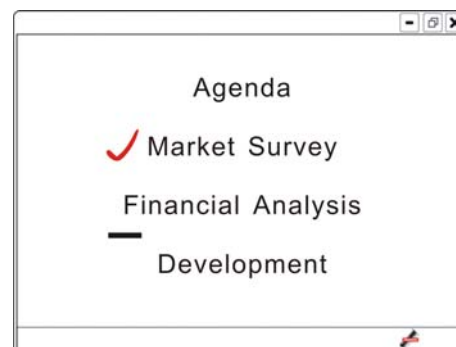 Agenda
Market Survey
Financial Analysis
Development